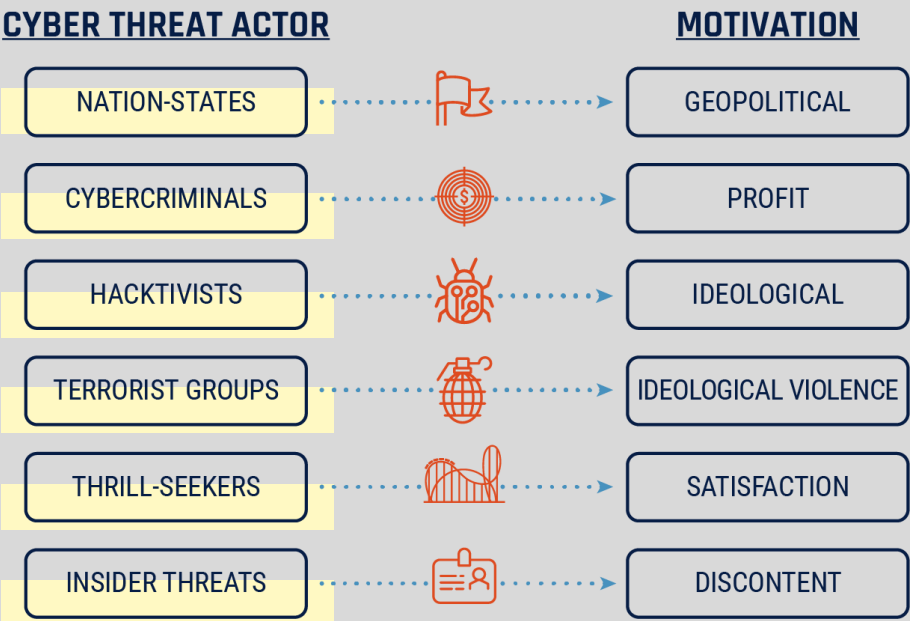 CYBER THREAT ACTOR
MOTIVATION
NATION-STATES
GEOPOLITICAL
CYBERCRIMINALS
$
PROFIT
HACKTIVISTS
IDEOLOGICAL
TERRORIST GROUPS
IDEOLOGICAL VIOLENCE
THRILL-SEEKERS
SATISFACTION
INSIDER THREATS
DISCONTENT